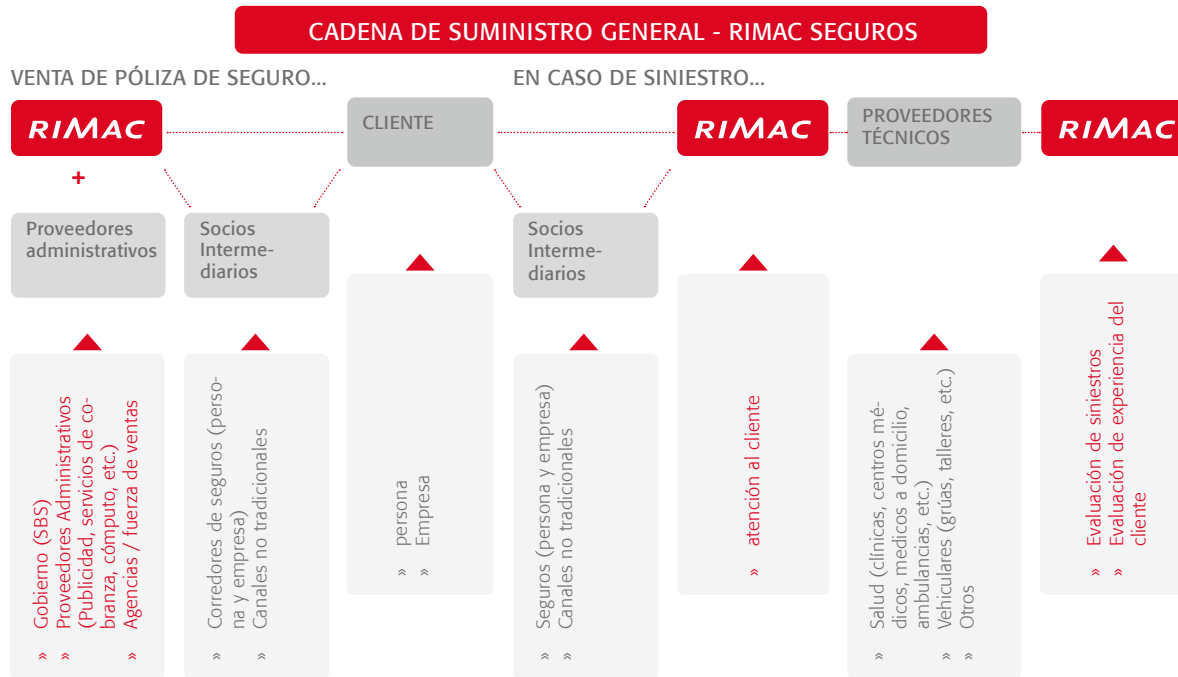 CADENA DE SUMINISTRO GENERAL - RIMAC SEGUROS
VENTA DE PÓLIZA DE SEGURO...
EN CASO DE SINIESTRO...
RIMAC
CLIENTE
RIMAC
PROVEEDORES
TÉCNICOS
RIMAC
+
Proveedores
administrativos
Socios
Interme-
diarios
Socios
Interme-
diarios
» Gobierno (SBS)
» Proveedores Administrativos
(Publicidad, servicios de co-
branza, cómputo, etc.)
» Agencias / fuerza de ventas
» Corredores de seguros (perso-
na y empresa)
» Canales no tradicionales
» persona
» Empresa
» Seguros (persona y empresa)
» Canales no tradicionales
» atención al cliente
» Salud (clínicas, centros mé-
dicos, medicos a domicilio,
ambulancias, etc.)
» Vehiculares (grúas, talleres, etc.)
» Otros
» Evaluación de siniestros
» Evaluación de experiencia del
cliente